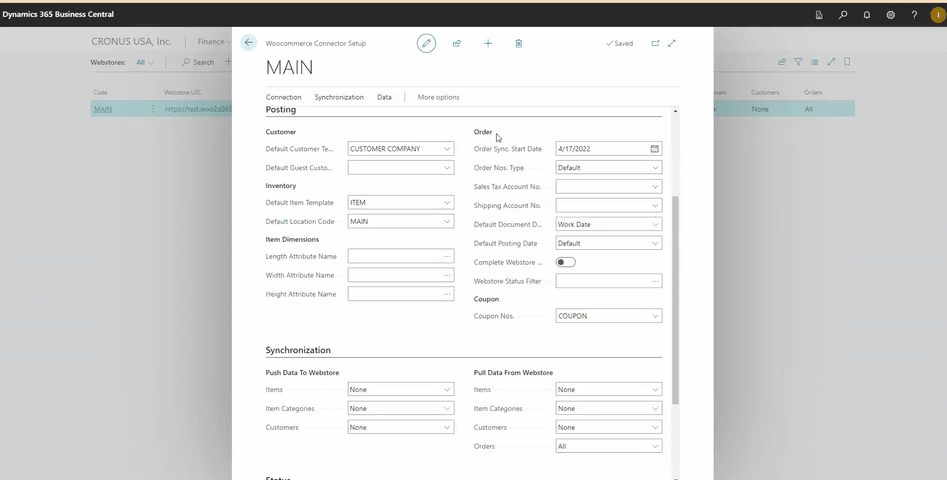 Dynamics 365 Business Central
I
CRONUS USA, Inc.
Finance
Webstores: All
Search
Code
Webstore URL
Customers
Orders
MAIN
None
All
Woocommerce Connector Setup
Saved
MAIN
Connection
Synchronization
Data
More options
Posting
Customer
Default Customer Te... CUSTOMER COMPANY
Default Guest Custo...
Inventory
Default Item Template ITEM
Default Location Code MAIN
Item Dimensions
Length Attribute Name
Width Attribute Name
Height Attribute Name
Order
Order Sync. Start Date 4/17/2022
Order Nos. Type Default
Sales Tax Account No.
Shipping Account No.
Default Document D... Work Date
Default Posting Date Default
Complete Webstore ...
Webstore Status Filter
Coupon
Coupon Nos. COUPON
Synchronization
Push Data To Webstore
Items None
Item Categories None
Customers None
Pull Data From Webstore
Items None
Item Categories None
Customers None
Orders All
Status